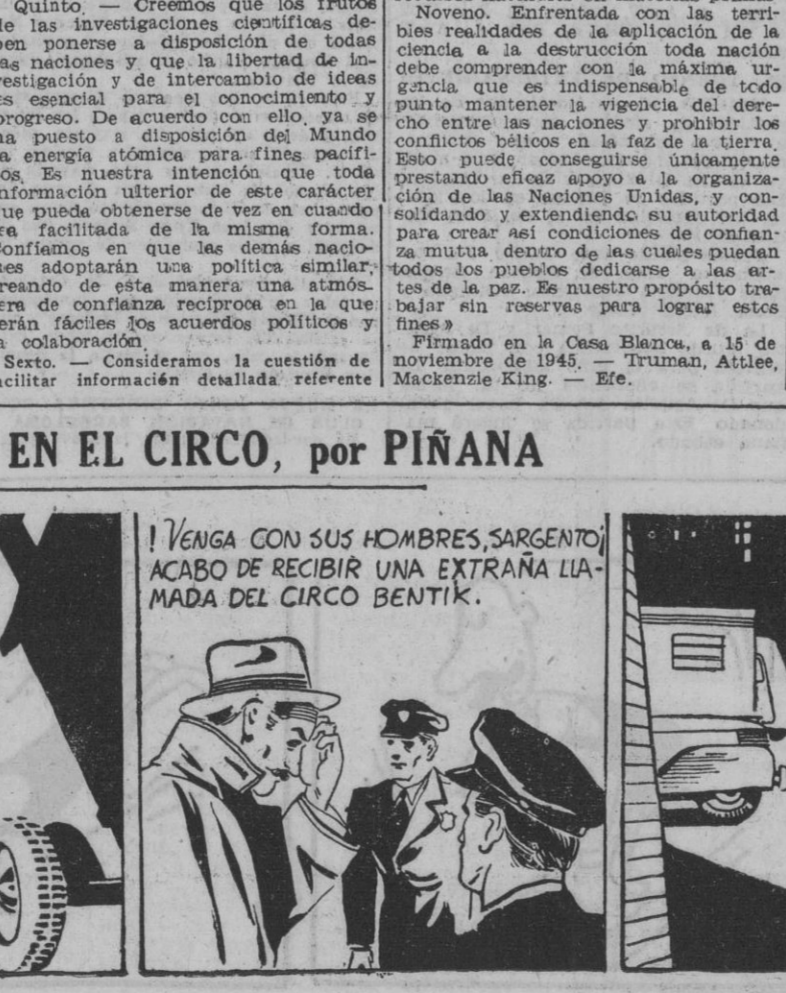 Quinto. — Creemos que los frutos
de las investigaciones científicas de-
ben ponerse a disposición de todas
as naciones y que la libertad de in-
vestigación y de intercambio de ideas
es esencial para el conocimiento y
progreso. De acuerdo con ello, ya se
ha puesto a disposición del Mundo
a energía atómica para fines pacífi-
os. Es nuestra intención que toda
nformación ulterior de este carácter
ue pueda obtenerse de vez en cuando
ea facilitada de la misma forma.
onfiamos en que las demás nacio-
nes adoptarán una política similar,
reando de esta manera una atmós-
era de confianza recíproca en la que
erán fáciles los acuerdos políticos y
a colaboración.
Sexto. — Consideramos la cuestión de
acilitar información detallada referente
Noveno. Enfrentada con las terri-
bles realidades de la aplicación de la
ciencia a la destrucción toda nación
debe comprender con la máxima ur-
gencia que es indispensable de todo
punto mantener la vigencia del dere-
cho entre las naciones y prohibir los
conflictos bélicos en la faz de la tierra.
Esto puede conseguirse únicamente
prestando eficaz apoyo a la organiza-
ción de las Naciones Unidas, y con-
solidando y extendiendo su autoridad
para crear así condiciones de confian-
za mutua dentro de las cuales puedan
todos los pueblos dedicarse a las ar-
tes de la paz. Es nuestro propósito tra-
bajar sin reservas para lograr estos
fines»
Firmado en la Casa Blanca, a 15 de
noviembre de 1945. — Truman, Attlee,
Mackenzie King. — Efe.
EN EL CIRCO, por PIÑANA
! VENGA CON SUS HOMBRES, SARGENTO¡
ACABO DE RECIBIR UNA EXTRAÑA LLA-
MADA DEL CIRCO BENTIK.